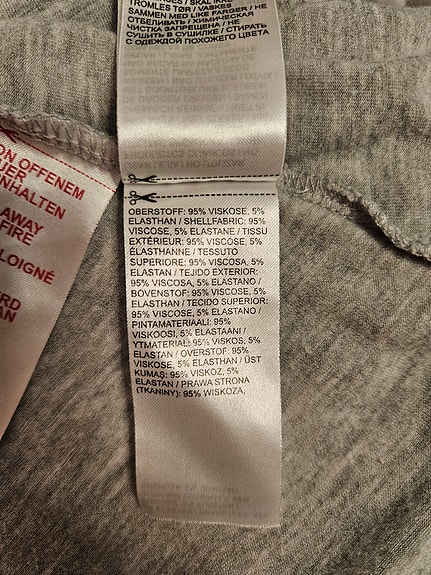 TROMLES TØR / VASKES
SAMMEN MED LIKE FARGER / НЕ
ОТБЕЛИВАТЬ / ХИМИЧЕСКАЯ
ЧИСТКА ЗАПРЕЩЕНА / НЕ
СУШИТЬ В СУШИЛКЕ / СТИРАТЬ
С ОДЕЖДОЙ ПОХОЖЕГО ЦВЕТА
ON OFFENEM
NHALTEN
AWAY
FIRE
LOIGNÉ
OBERSTOFF: 95% VISKOSE, 5%
ELASTHAN / SHELLFABRIC: 95%
VISCOSE, 5% ELASTANE / TISSU
EXTÉRIEUR: 95% VISCOSE, 5%
ÉLASTHANNE / TESSUTO
SUPERIORE: 95% VISCOSA, 5%
ELASTAN / TEJIDO EXTERIOR:
95% VISCOSA, 5% ELASTANO /
BOVENSTOF: 95% VISCOSE, 5%
ELASTHAN / TECIDO SUPERIOR:
95% VISCOSE, 5% ELASTANO /
PINTAMATERIAALI: 95%
VISKOOSI, 5% ELASTAANI /
YTMATERIAL: 95% VISKOS, 5%
ELASTAN / OVERSTOF: 95%
VISKOSE, 5% ELASTHAN / ÜST
KUMAŞ: 95% VISKOZ, 5%
ELASTAN / PRAWA STRONA
(TKANINY): 95% WISKOZA,